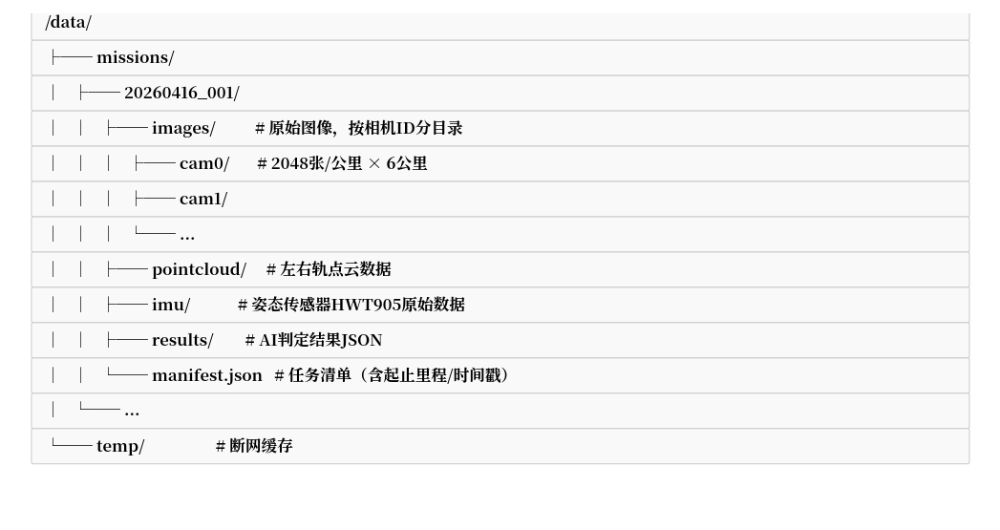 /data/
├── missions/
│   ├── 20260416_001/
│   │   ├── images/          # 原始图像，按相机ID分目录
│   │   │   ├── cam0/       # 2048张/公里 × 6公里
│   │   │   ├── cam1/
│   │   │   └── ...
│   │   ├── pointcloud/     # 左右轨点云数据
│   │   ├── imu/            # 姿态传感器HWT905原始数据
│   │   ├── results/        # AI判定结果JSON
│   │   └── manifest.json   # 任务清单（含起止里程/时间戳）
│   └── ...
└── temp/                  # 断网缓存